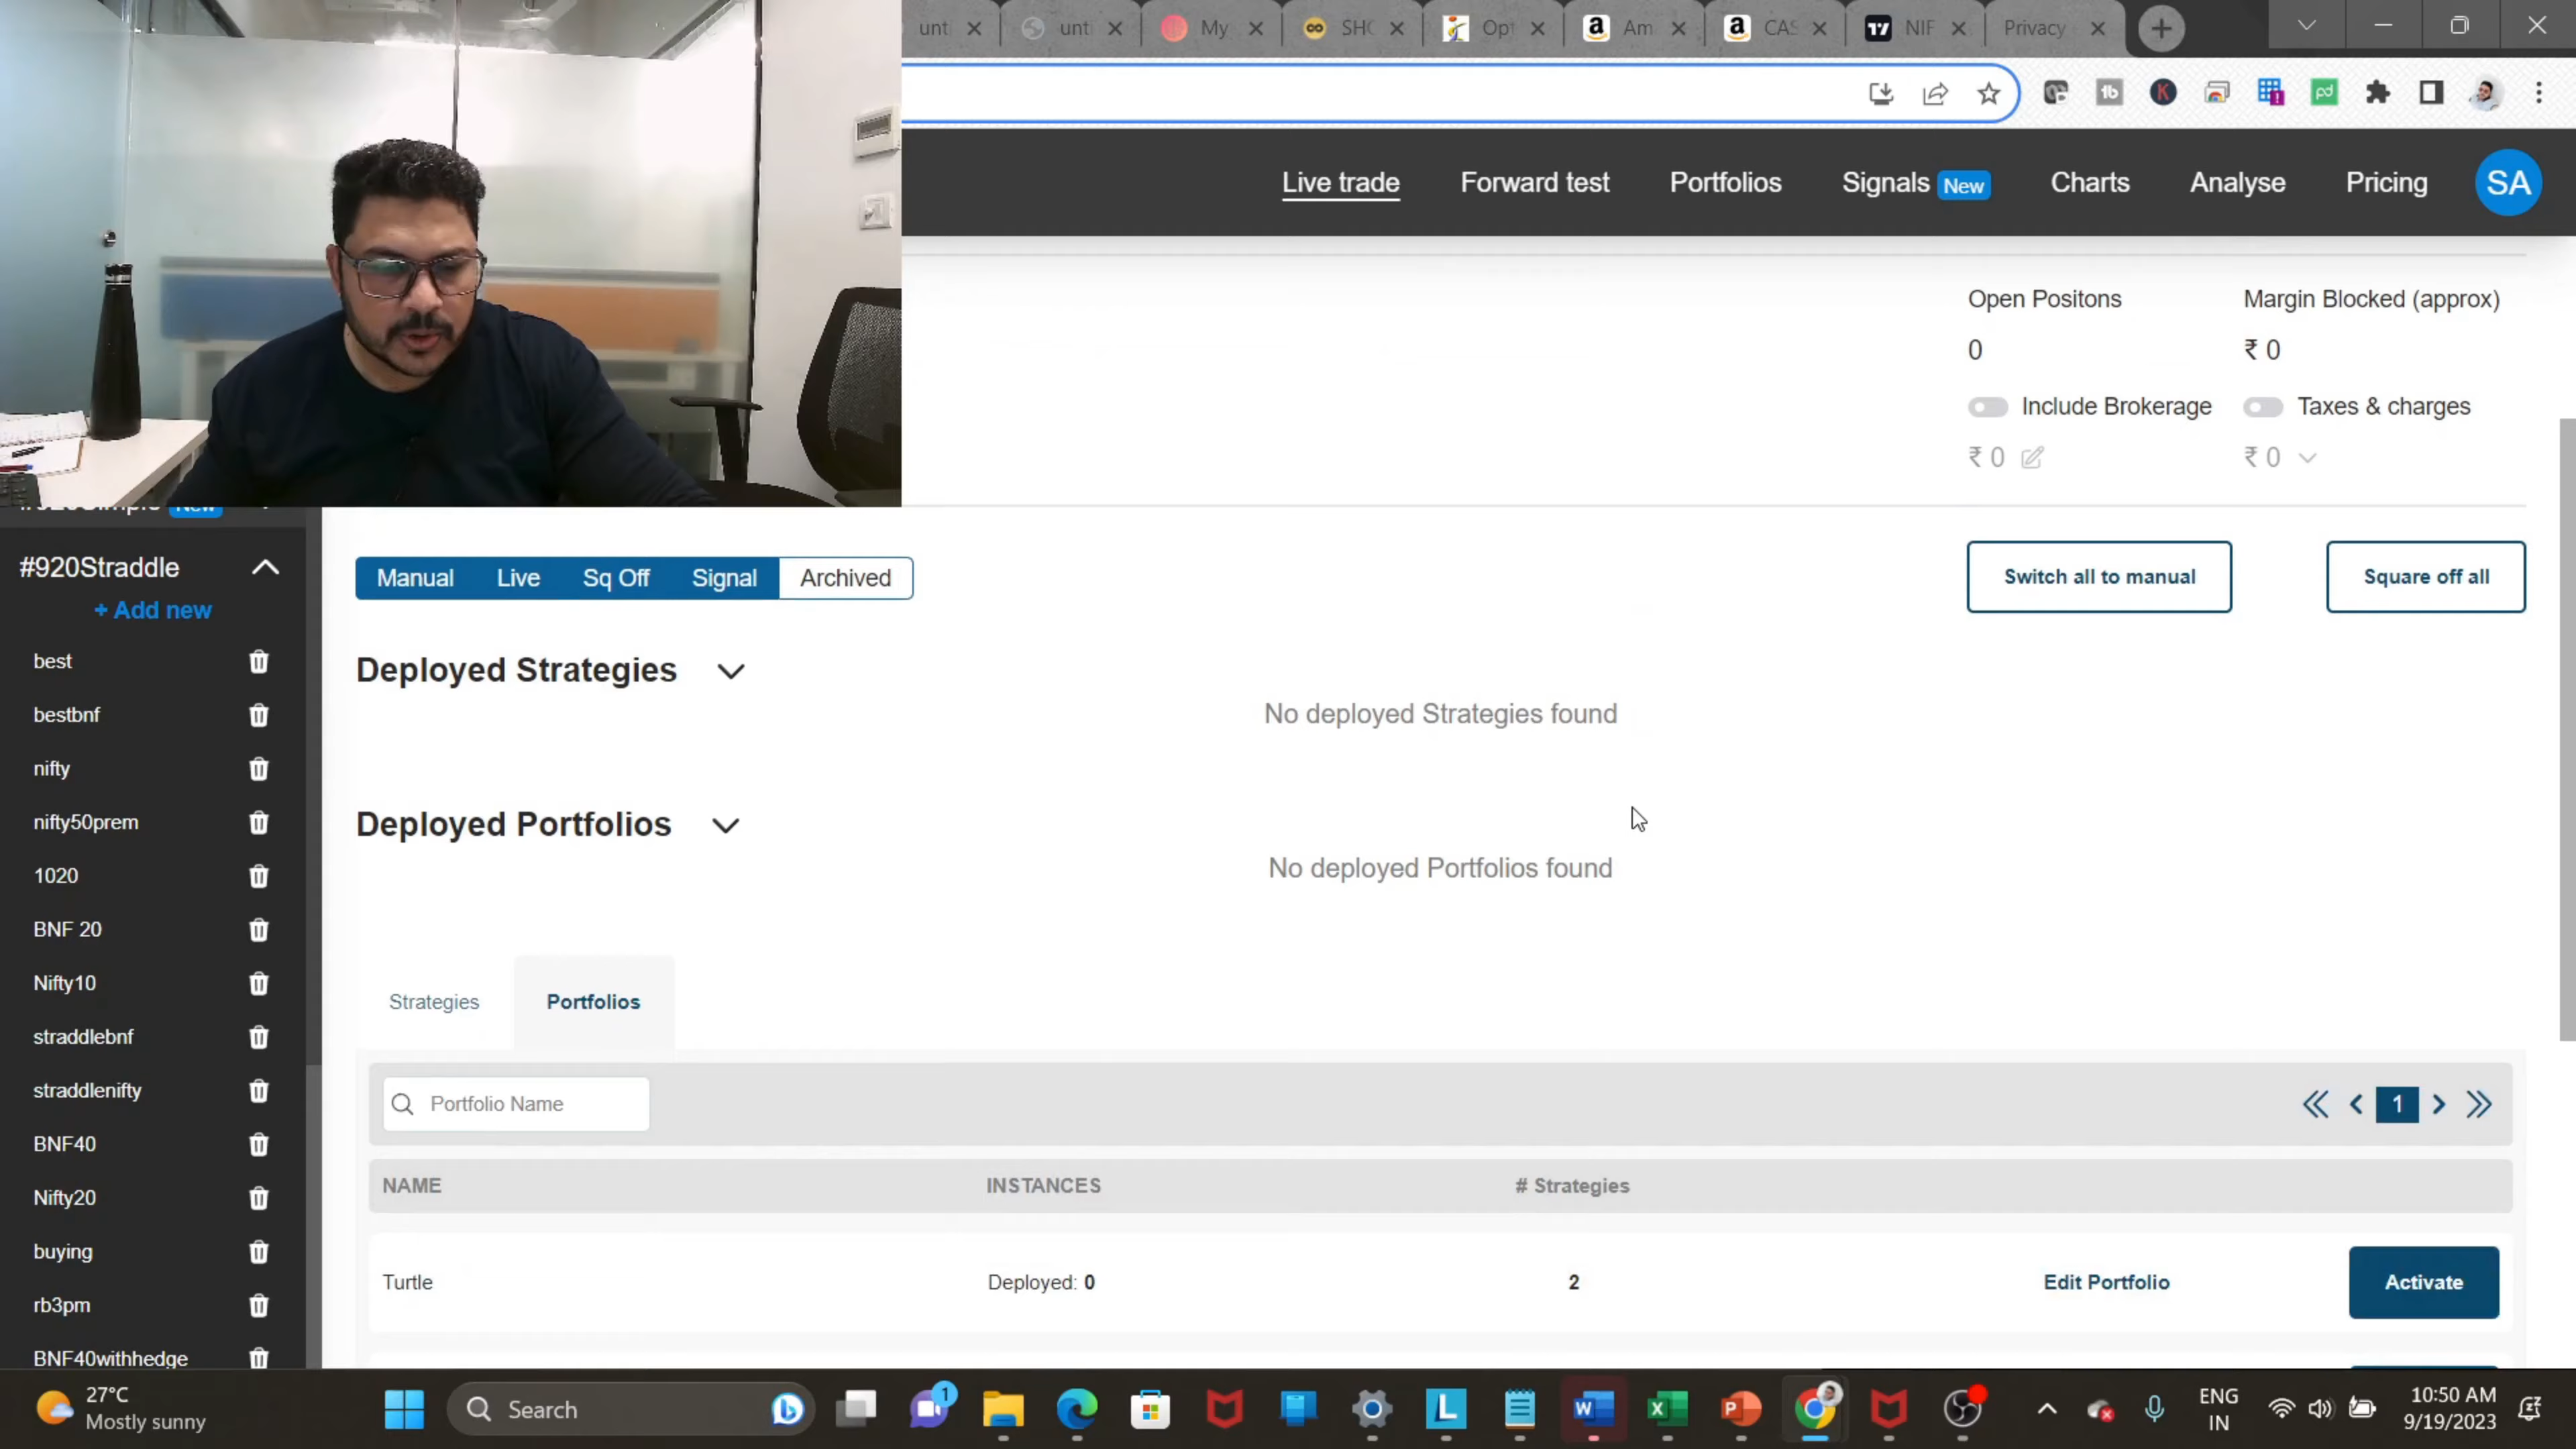 unt
unt
My
SHO
Opt
Am
CAS
NIF
Privacy
Live trade
Forward test
Portfolios
Signals New
Charts
Analyse
Pricing
SA
Open Positons
Margin Blocked (approx)
0
₹ 0
Include Brokerage
Taxes & charges
₹ 0
₹ 0
New
#920Straddle
+ Add new
best
bestbnf
nifty
nifty50prem
1020
BNF 20
Nifty10
straddlebnf
straddlenifty
BNF40
Nifty20
buying
rb3pm
BNF40withhedge
Manual
Live
Sq Off
Signal
Archived
Switch all to manual
Square off all
Deployed Strategies
No deployed Strategies found
Deployed Portfolios
No deployed Portfolios found
Strategies
Portfolios
Portfolio Name
1
NAME
INSTANCES
# Strategies
Turtle
Deployed: 0
2
Edit Portfolio
Activate
27°C
Mostly sunny
Search
1
ENG
IN
10:50 AM
9/19/2023